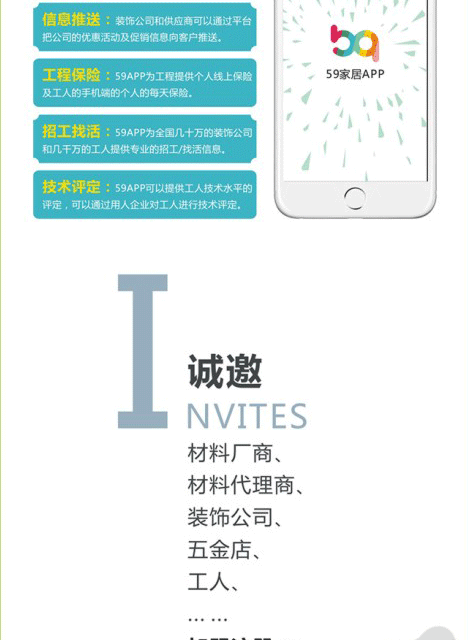 信息推送：装饰公司和供应商可以通过平台
把公司的优惠活动及促销信息向客户推送。
工程保险：59APP为工程提供个人线上保险
及工人的手机端的个人的每天保险。
招工找活：59APP为全国几十万的装饰公司
和几千万的工人提供专业的招工/找活信息。
技术评定：59APP可以提供工人技术水平的
评定，可以通过用人企业对工人进行技术评定。
59家居APP
诚邀
INVITES
材料厂商、
材料代理商、
装饰公司、
五金店、
工人、
... ...